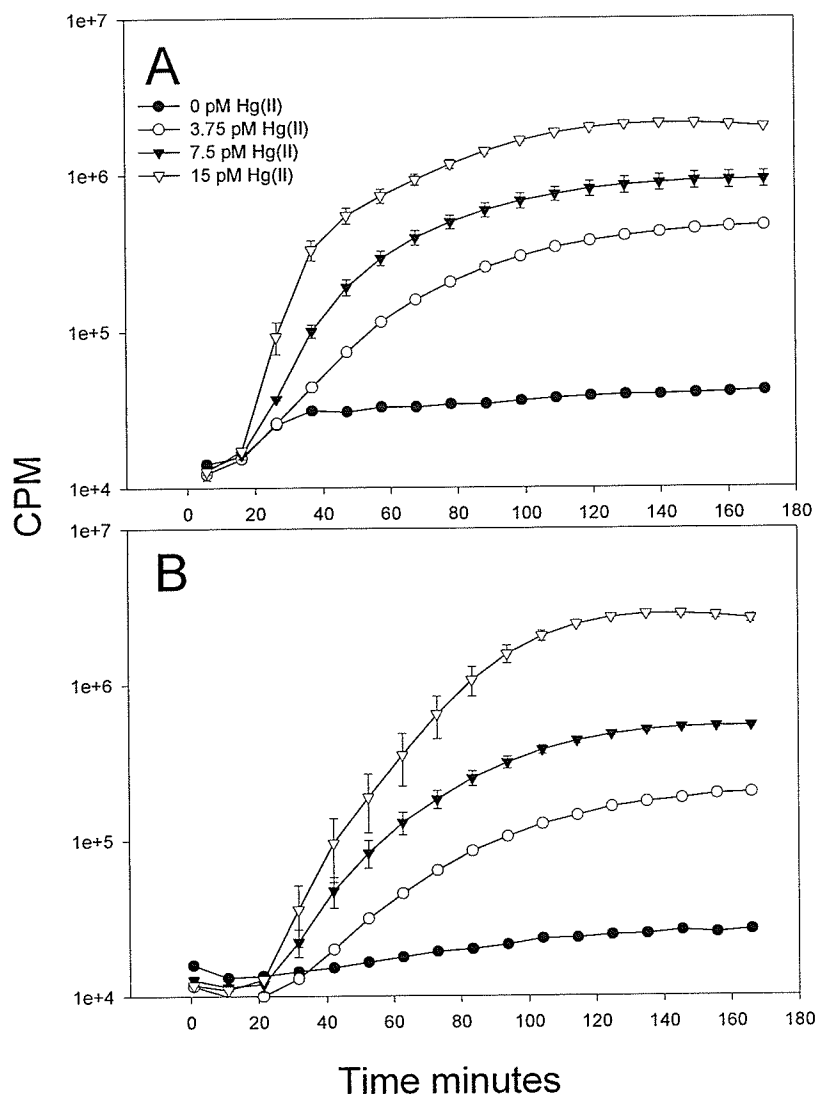 1e+7
A
0 pM Hg(II)
3.75 pM Hg(II)
7.5 pM Hg(II)
15 pM Hg(II)
1e+6
1e+5
1e+4
0 20 40 60 80 100 120 140 160 180
CPM
1e+7
B
1e+6
1e+5
1e+4
0 20 40 60 80 100 120 140 160 180
Time minutes